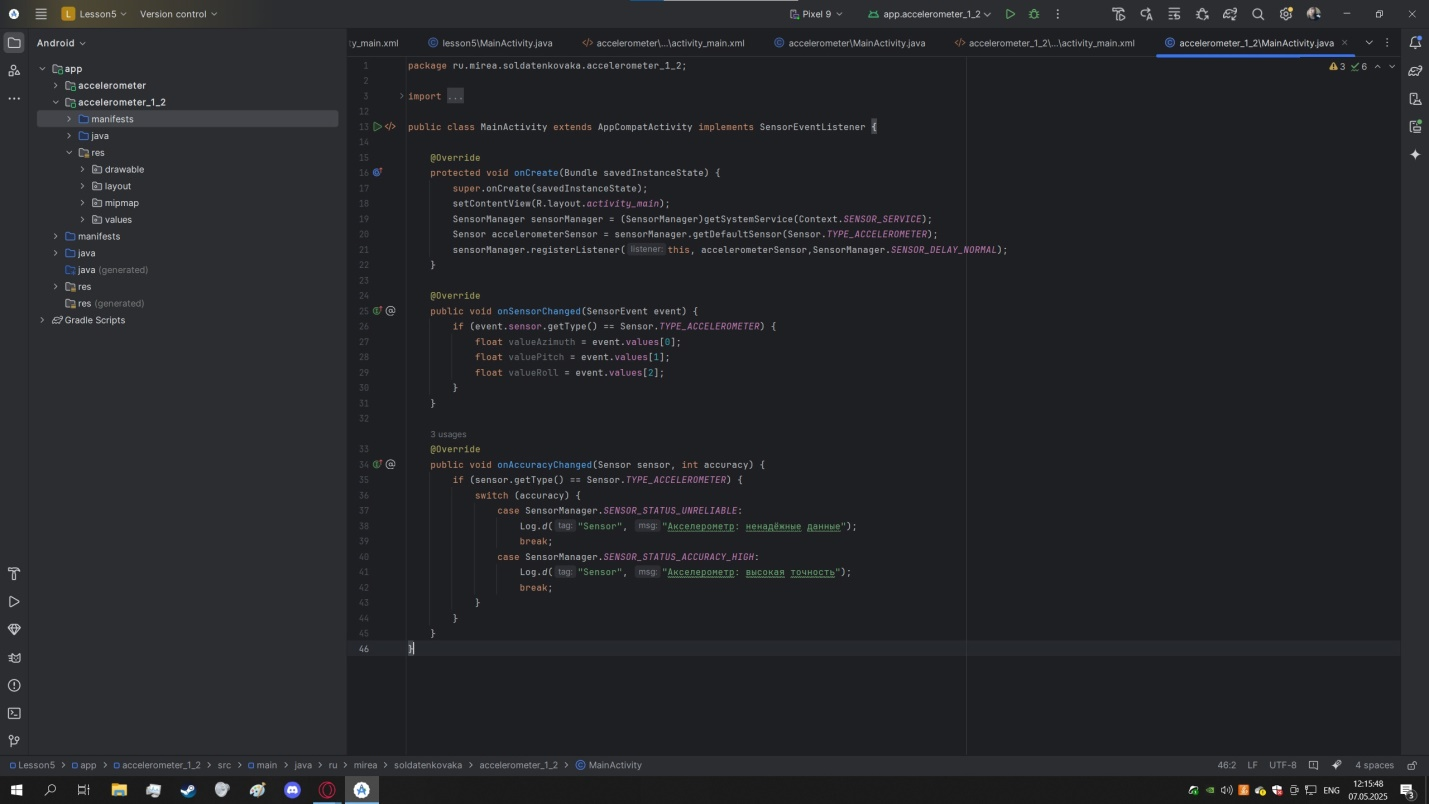 L Lesson5 Version control Pixel 9 app.accelerometer_1_2
Android
ty_main.xml lesson5\MainActivity.java accelerometer\...\activity_main.xml accelerometer\MainActivity.java accelerometer_1_2\...\activity_main.xml accelerometer_1_2\MainActivity.java
app
accelerometer
accelerometer_1_2
manifests
java
res
drawable
layout
mipmap
values
manifests
java
java (generated)
res
res (generated)
Gradle Scripts
3 6
1 package ru.mirea.soldatenkovaka.accelerometer_1_2;
2
3 import ...
12
13 public class MainActivity extends AppCompatActivity implements SensorEventListener {
14
15 @Override
16 protected void onCreate(Bundle savedInstanceState) {
17 super.onCreate(savedInstanceState);
18 setContentView(R.layout.activity_main);
19 SensorManager sensorManager = (SensorManager)getSystemService(Context.SENSOR_SERVICE);
20 Sensor accelerometerSensor = sensorManager.getDefaultSensor(Sensor.TYPE_ACCELEROMETER);
21 sensorManager.registerListener( listener: this, accelerometerSensor,SensorManager.SENSOR_DELAY_NORMAL);
22 }
23
24 @Override
25 public void onSensorChanged(SensorEvent event) {
26 if (event.sensor.getType() == Sensor.TYPE_ACCELEROMETER) {
27 float valueAzimuth = event.values[0];
28 float valuePitch = event.values[1];
29 float valueRoll = event.values[2];
30 }
31 }
32
3 usages
33 @Override
34 public void onAccuracyChanged(Sensor sensor, int accuracy) {
35 if (sensor.getType() == Sensor.TYPE_ACCELEROMETER) {
36 switch (accuracy) {
37 case SensorManager.SENSOR_STATUS_UNRELIABLE:
38 Log.d( tag: "Sensor", msg: "Акселерометр: ненадёжные данные");
39 break;
40 case SensorManager.SENSOR_STATUS_ACCURACY_HIGH:
41 Log.d( tag: "Sensor", msg: "Акселерометр: высокая точность");
42 break;
43 }
44 }
45 }
46 }
Lesson5 > app > accelerometer_1_2 > src > main > java > ru > mirea > soldatenkovaka > accelerometer_1_2 > MainActivity 46:2 LF UTF-8 4 spaces
ENG 12:15:48
07.05.2025 3